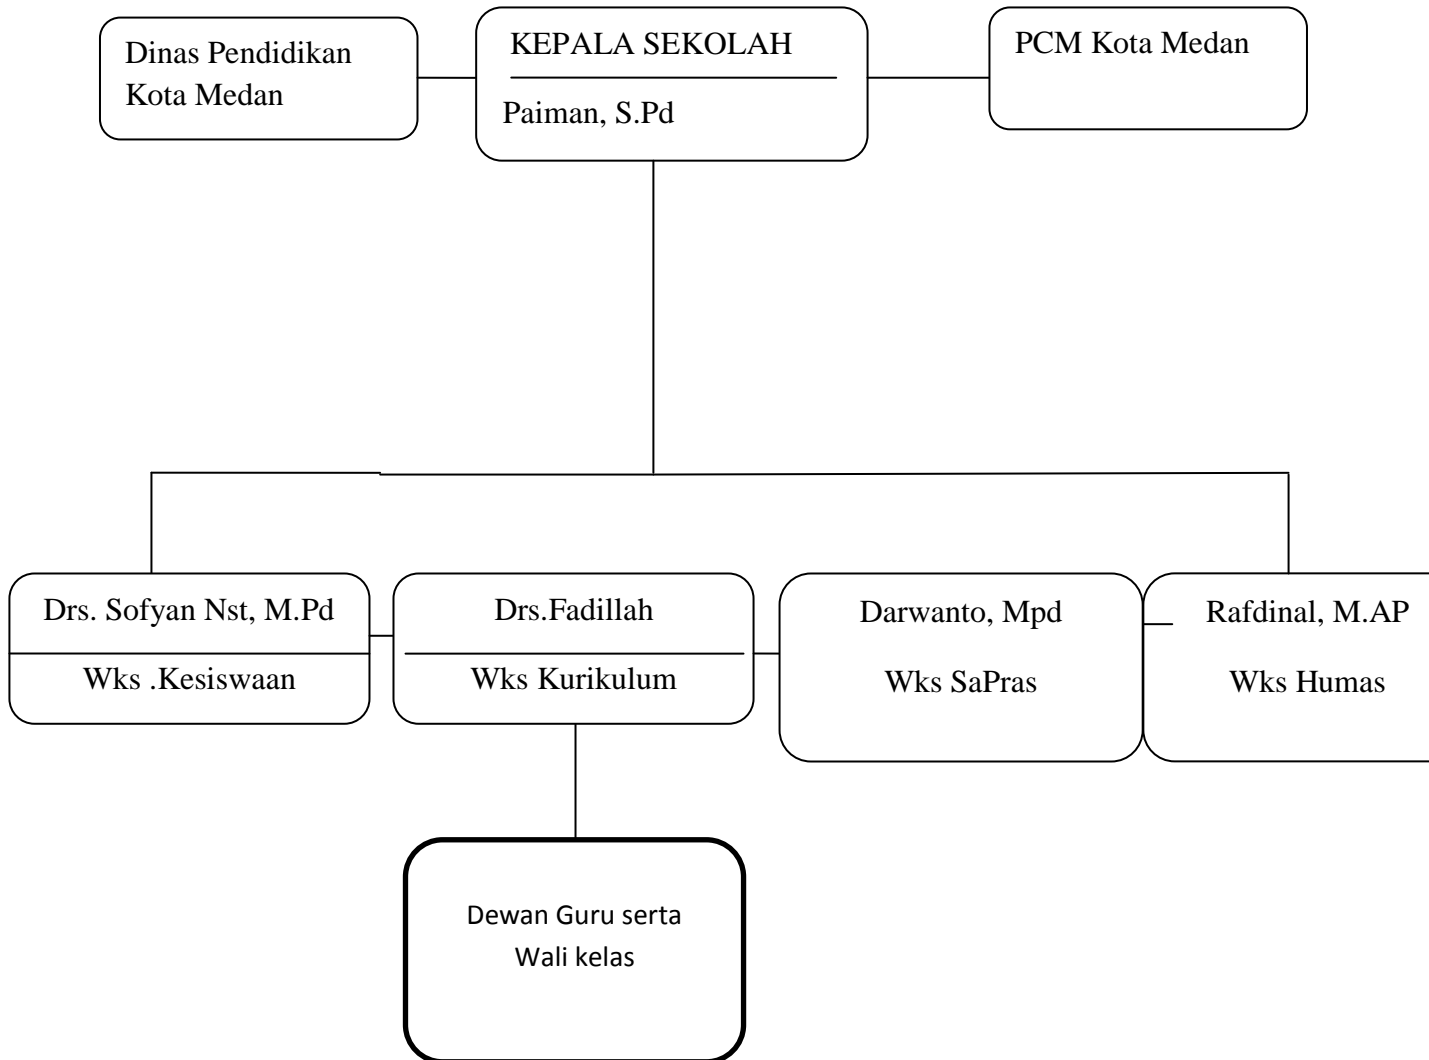 Dinas Pendidikan
Kota Medan
KEPALA SEKOLAH
Paiman, S.Pd
PCM Kota Medan
Drs. Sofyan Nst, M.Pd
Wks .Kesiswaan
Drs.Fadillah
Wks Kurikulum
Darwanto, Mpd
Wks SaPras
Rafdinal, M.AP
Wks Humas
Dewan Guru serta
Wali kelas